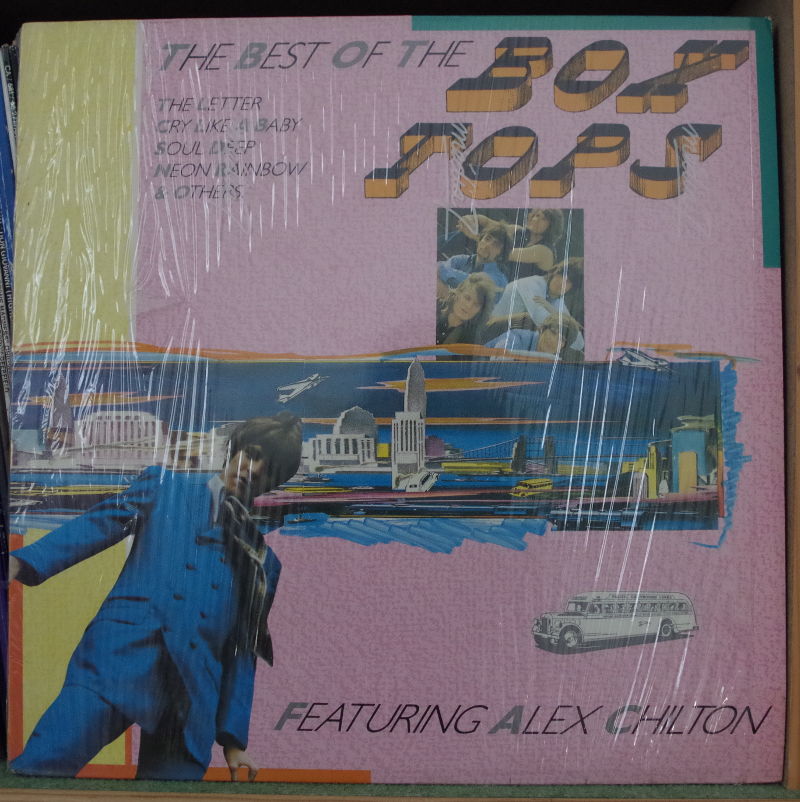 THE BEST OF THE BOX
TOPS
THE LETTER
CRY LIKE A BABY
SOUL DEEP
NEON RAINBOW
& OTHERS
FEATURING ALEX CHILTON